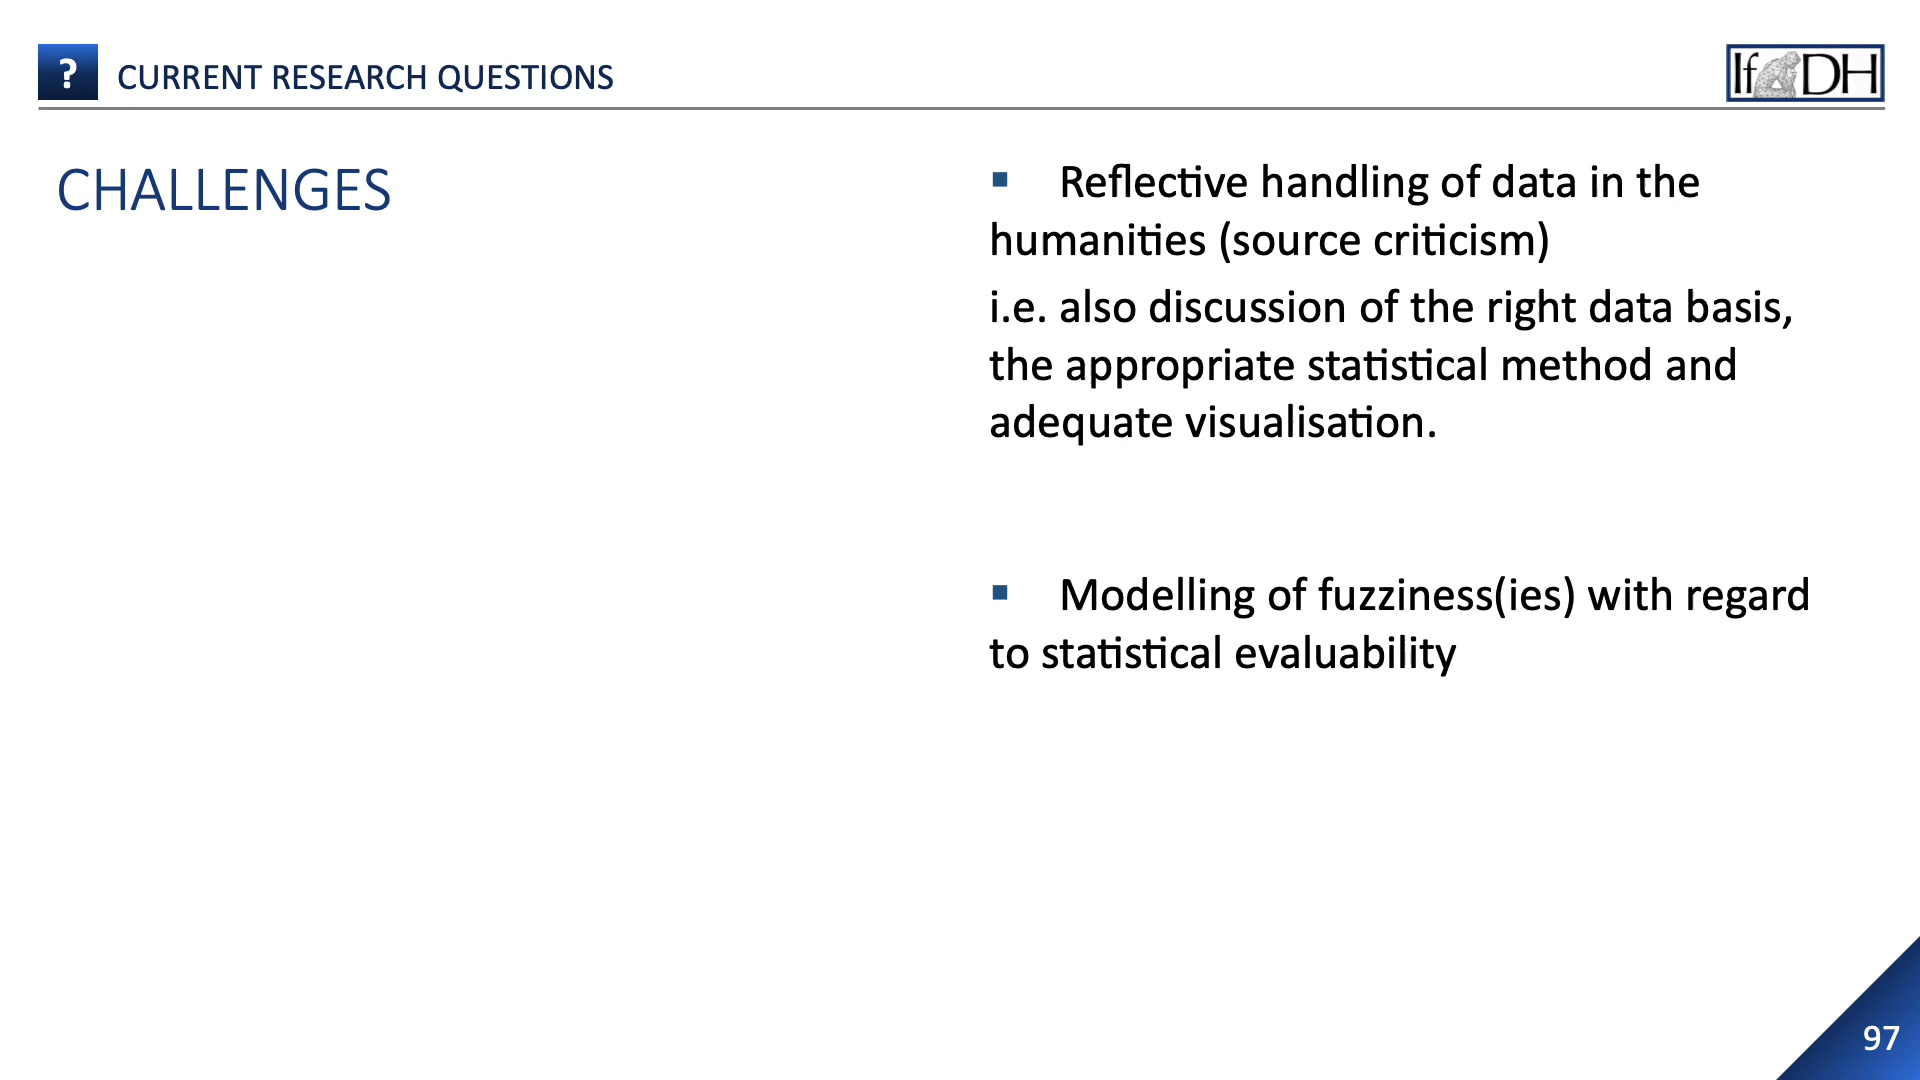 ?
CURRENT RESEARCH QUESTIONS
IfDH
CHALLENGES
▪ Reflective handling of data in the
humanities (source criticism)
i.e. also discussion of the right data basis,
the appropriate statistical method and
adequate visualisation.
▪ Modelling of fuzziness(ies) with regard
to statistical evaluability
97